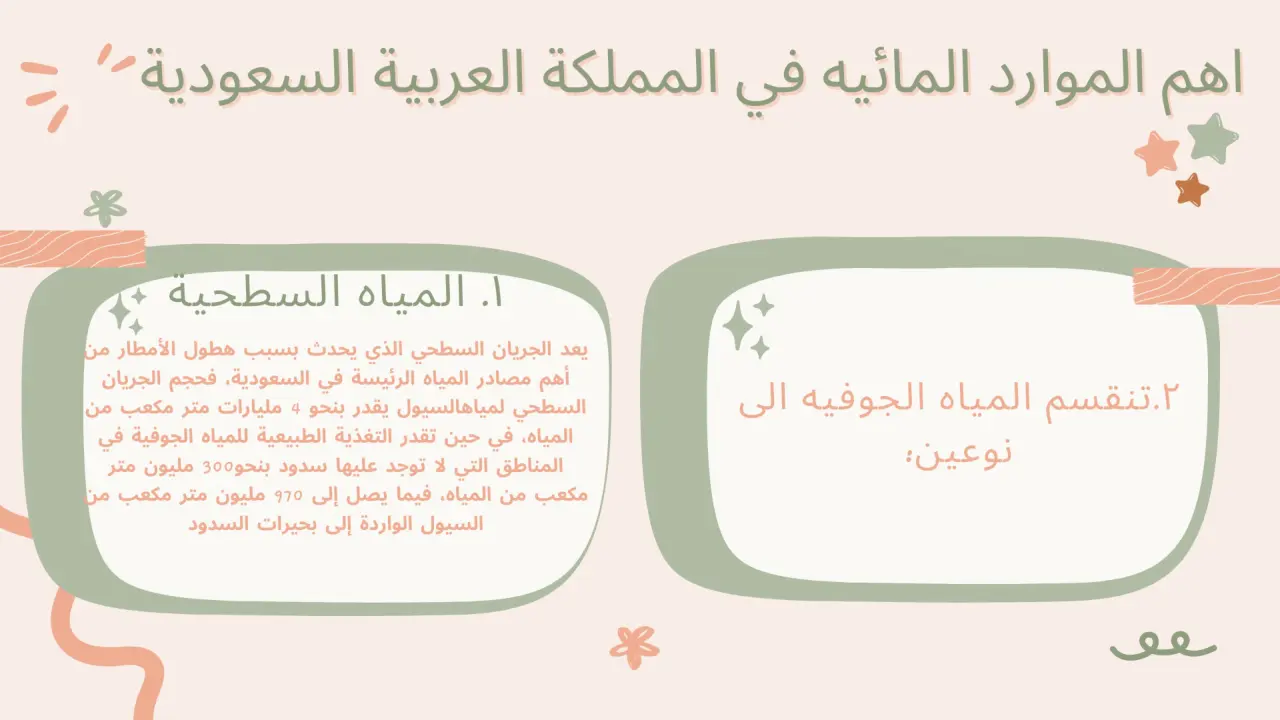 اهم الموارد المائيه في المملكة العربية السعودية
١. المياه السطحية
يعد الجريان السطحي الذي يحدث بسبب هطول الأمطار من
أهم مصادر المياه الرئيسة في السعودية، فحجم الجريان
السطحي لمياهالسيول يقدر بنحو 4 مليارات متر مكعب من
المياه، في حين تقدر التغذية الطبيعية للمياه الجوفية في
المناطق التي لا توجد عليها سدود بنحو300 مليون متر
مكعب من المياه، فيما يصل إلى 970 مليون متر مكعب من
السيول الواردة إلى بحيرات السدود
٢.تنقسم المياه الجوفيه الى
نوعين؛